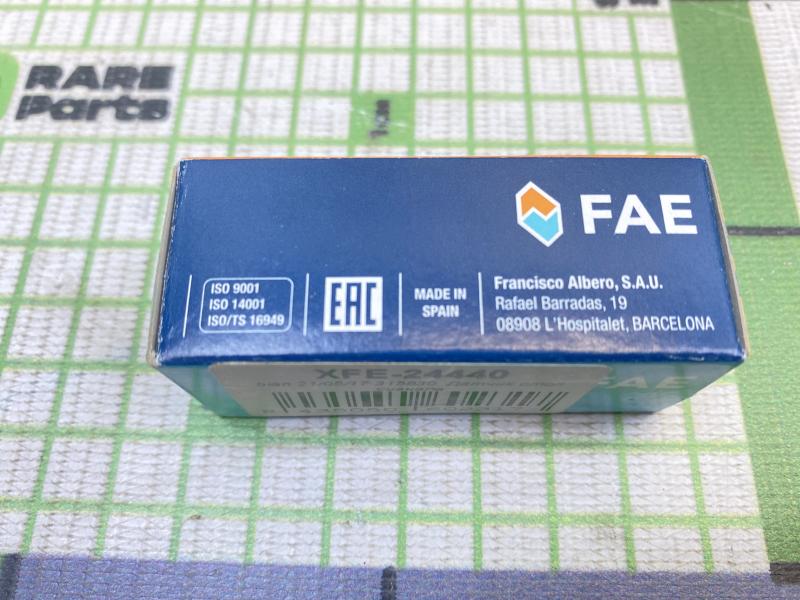 RARE
Parts
FAE
ISO 9001
ISO 14001
ISO/TS 16949
EAC
MADE IN
SPAIN
Francisco Albero, S.A.U.
Rafael Barradas, 19
08908 L'Hospitalet, BARCELONA
XFE-24440
FAE